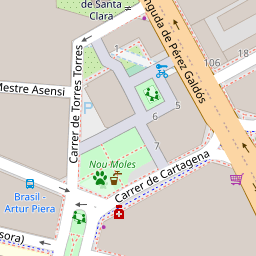 de Santa
Clara
nguda de Pérez Galdós
106
18
1
Mestre Asensi
Carrer de Torres Torres
P
6
5
7
Nou Moles
Carrer de Cartagena
Brasil -
Artur Piera
sora)